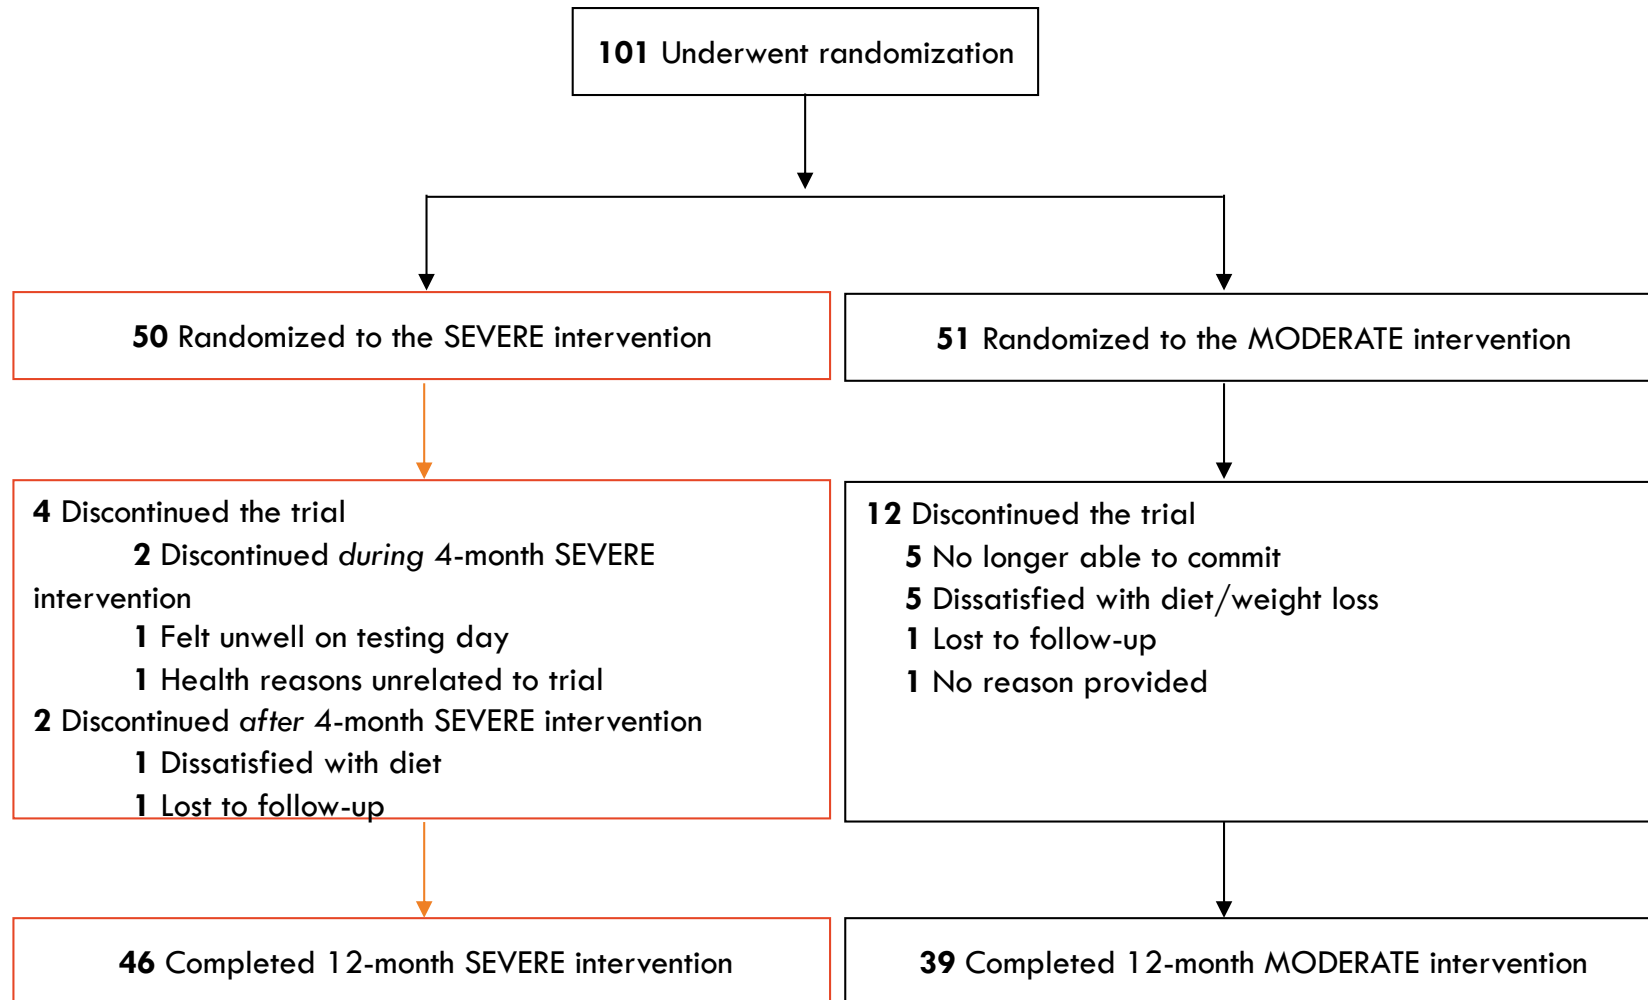 101 Underwent randomization
50 Randomized to the SEVERE intervention
51 Randomized to the MODERATE intervention
4 Discontinued the trial
2 Discontinued during 4-month SEVERE
intervention
1 Felt unwell on testing day
1 Health reasons unrelated to trial
2 Discontinued after 4-month SEVERE intervention
1 Dissatisfied with diet
1 Lost to follow-up
12 Discontinued the trial
5 No longer able to commit
5 Dissatisfied with diet/weight loss
1 Lost to follow-up
1 No reason provided
46 Completed 12-month SEVERE intervention
39 Completed 12-month MODERATE intervention